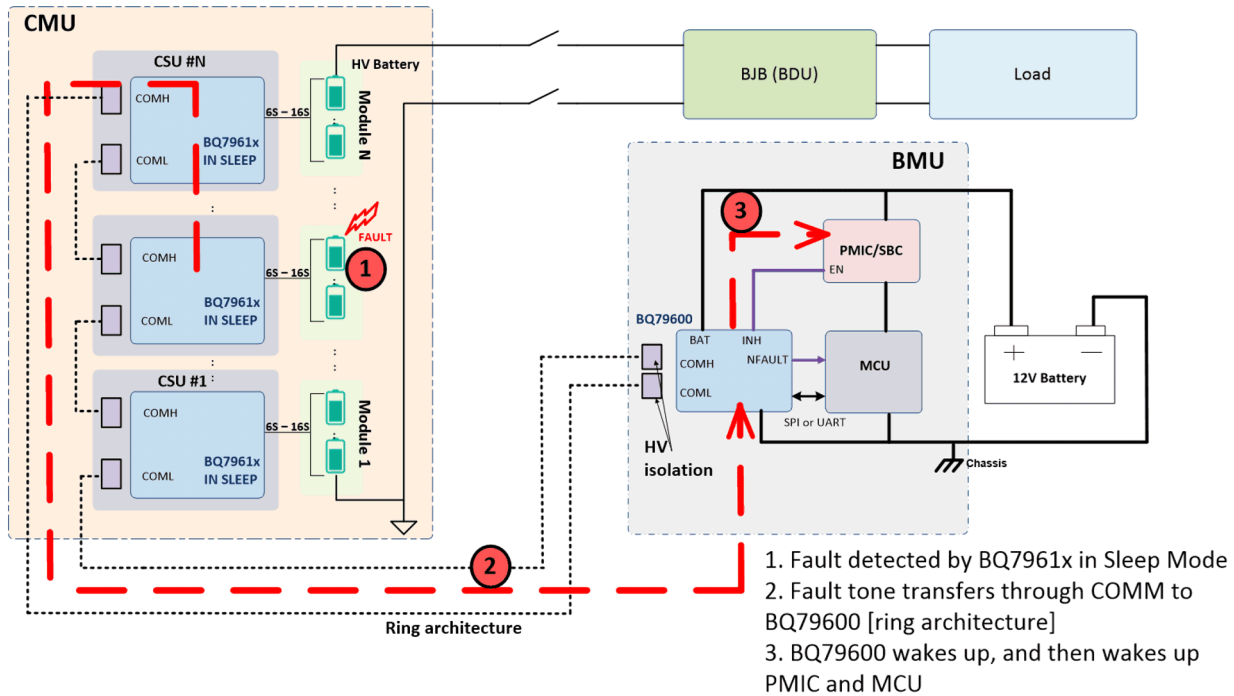 CMU
CSU #N
HV Battery
COMH
BQ7961x
IN SLEEP
COML
6S – 16S
Module N
BJB (BDU)
Load
BMU
FAULT
1
COMH
BQ7961x
IN SLEEP
COML
6S – 16S
3
PMIC/SBC
EN
BQ79600
BAT
INH
NFAULT
COMH
COML
MCU
SPI or UART
12V Battery
HV
isolation
Chassis
CSU #1
COMH
BQ7961x
IN SLEEP
COML
6S – 16S
Module 1
2
Ring architecture
1. Fault detected by BQ7961x in Sleep Mode
2. Fault tone transfers through COMM to
BQ79600 [ring architecture]
3. BQ79600 wakes up, and then wakes up
PMIC and MCU